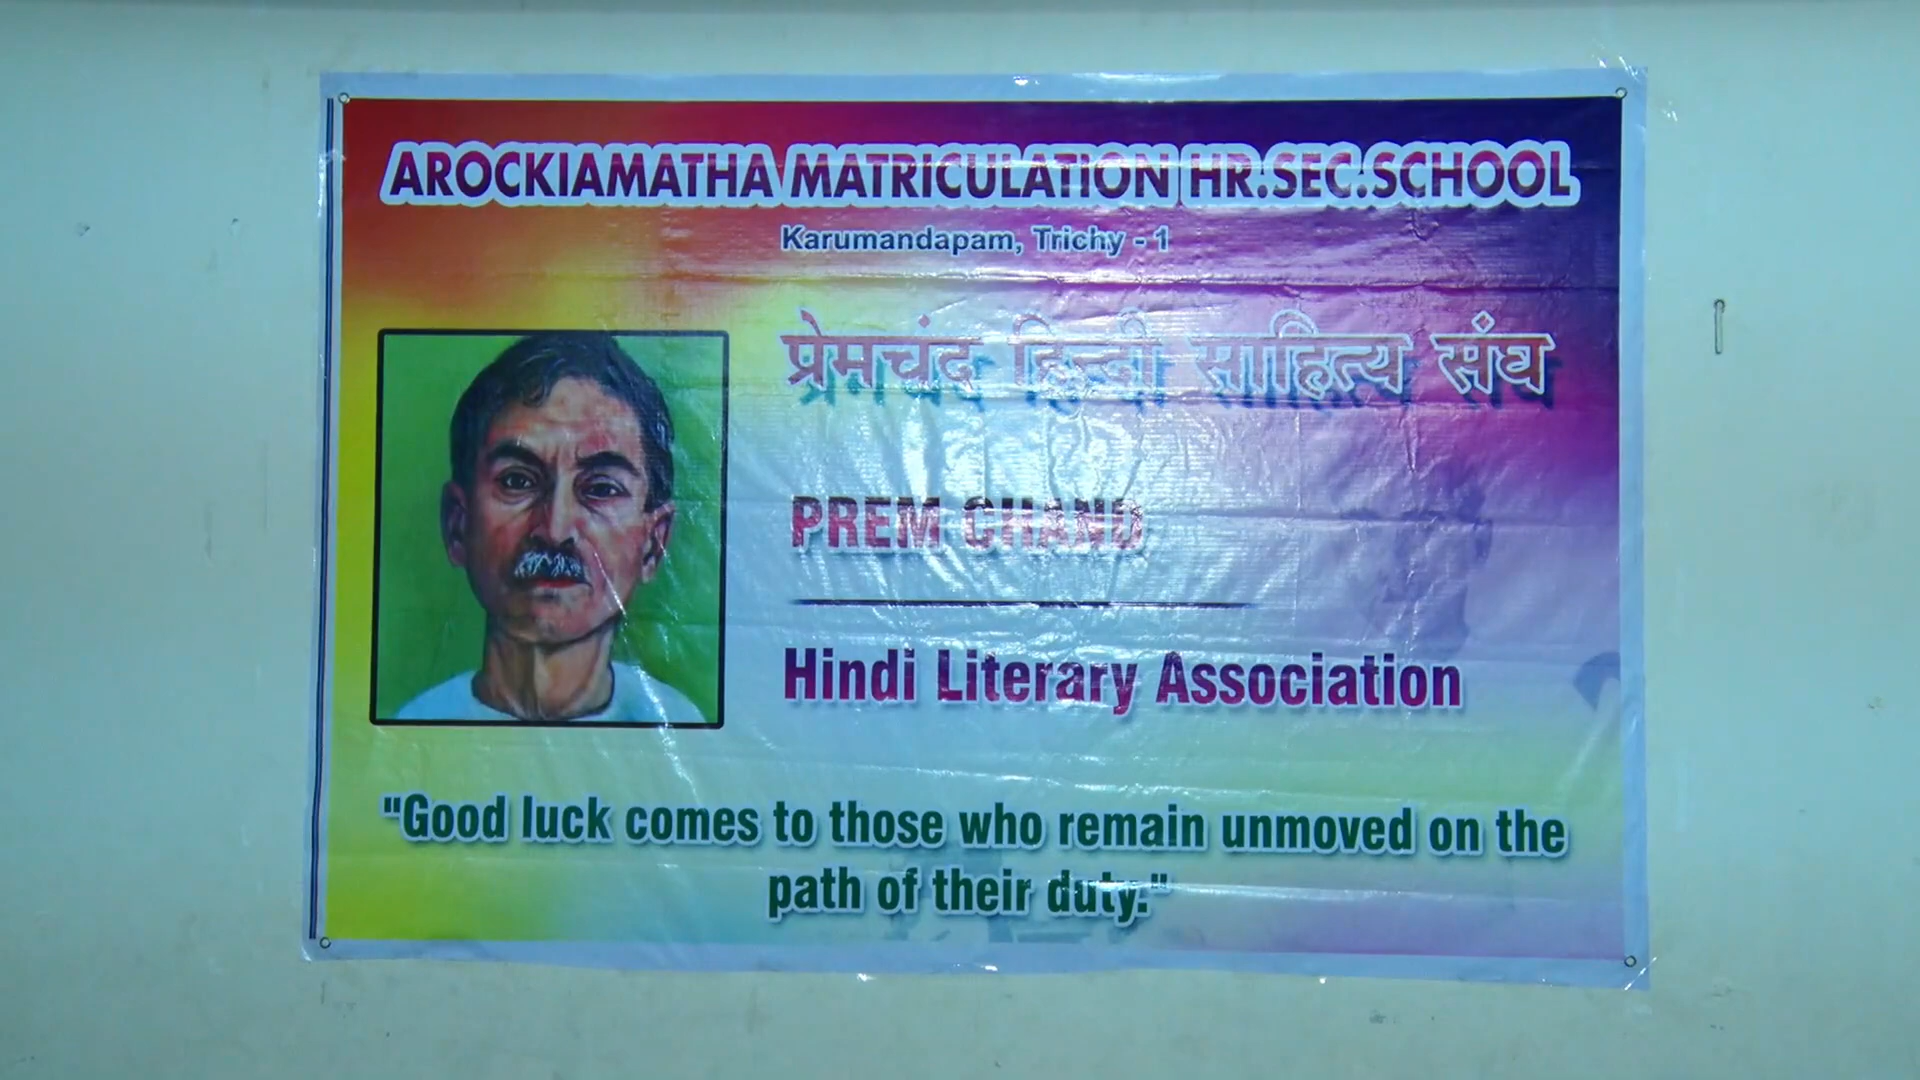 AROCKIAMATHA MATRICULATION HR.SEC.SCHOOL
Karumandapam, Trichy - 1
प्रेमचंद हिन्दी साहित्य संघ
PREM CHAND
Hindi Literary Association
"Good luck comes to those who remain unmoved on the
path of their duty."